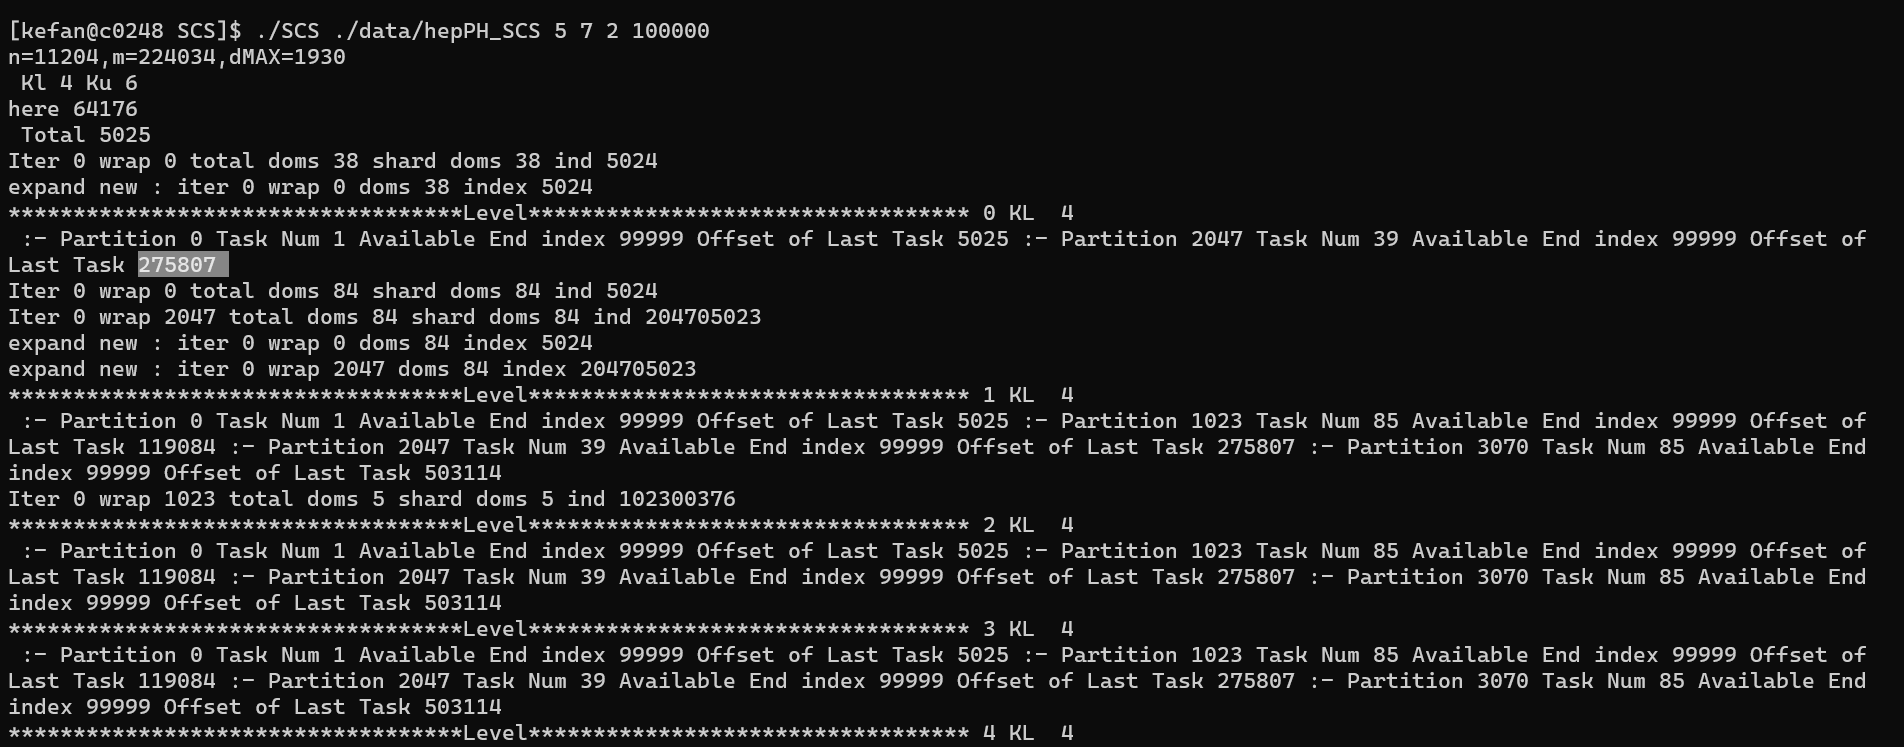 [kefan@c0248 SCS]$ ./SCS ./data/hepPH_SCS 5 7 2 100000
n=11204,m=224034,dMAX=1930
 Kl 4 Ku 6
here 64176
 Total 5025
Iter 0 wrap 0 total doms 38 shard doms 38 ind 5024
expand new : iter 0 wrap 0 doms 38 index 5024
***********************************Level********************************** 0 KL  4
 :- Partition 0 Task Num 1 Available End index 99999 Offset of Last Task 5025 :- Partition 2047 Task Num 39 Available End index 99999 Offset of
Last Task 275807
Iter 0 wrap 0 total doms 84 shard doms 84 ind 5024
Iter 0 wrap 2047 total doms 84 shard doms 84 ind 204705023
expand new : iter 0 wrap 0 doms 84 index 5024
expand new : iter 0 wrap 2047 doms 84 index 204705023
***********************************Level********************************** 1 KL  4
 :- Partition 0 Task Num 1 Available End index 99999 Offset of Last Task 5025 :- Partition 1023 Task Num 85 Available End index 99999 Offset of
Last Task 119084 :- Partition 2047 Task Num 39 Available End index 99999 Offset of Last Task 275807 :- Partition 3070 Task Num 85 Available End
index 99999 Offset of Last Task 503114
Iter 0 wrap 1023 total doms 5 shard doms 5 ind 102300376
***********************************Level********************************** 2 KL  4
 :- Partition 0 Task Num 1 Available End index 99999 Offset of Last Task 5025 :- Partition 1023 Task Num 85 Available End index 99999 Offset of
Last Task 119084 :- Partition 2047 Task Num 39 Available End index 99999 Offset of Last Task 275807 :- Partition 3070 Task Num 85 Available End
index 99999 Offset of Last Task 503114
***********************************Level********************************** 3 KL  4
 :- Partition 0 Task Num 1 Available End index 99999 Offset of Last Task 5025 :- Partition 1023 Task Num 85 Available End index 99999 Offset of
Last Task 119084 :- Partition 2047 Task Num 39 Available End index 99999 Offset of Last Task 275807 :- Partition 3070 Task Num 85 Available End
index 99999 Offset of Last Task 503114
***********************************Level********************************** 4 KL  4